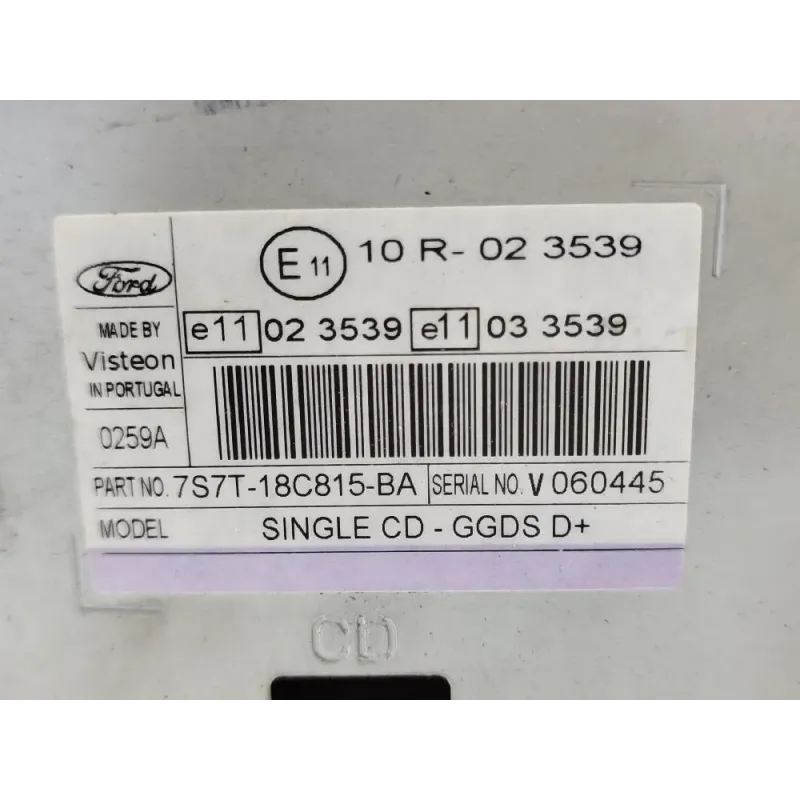 Ford
E 11 10 R- 02 3539
MADE BY
Visteon
IN PORTUGAL
e11 02 3539 e11 03 3539
0259A
PART NO. 7S7T-18C815-BA SERIAL NO. V 060445
MODEL SINGLE CD - GGDS D+
CD